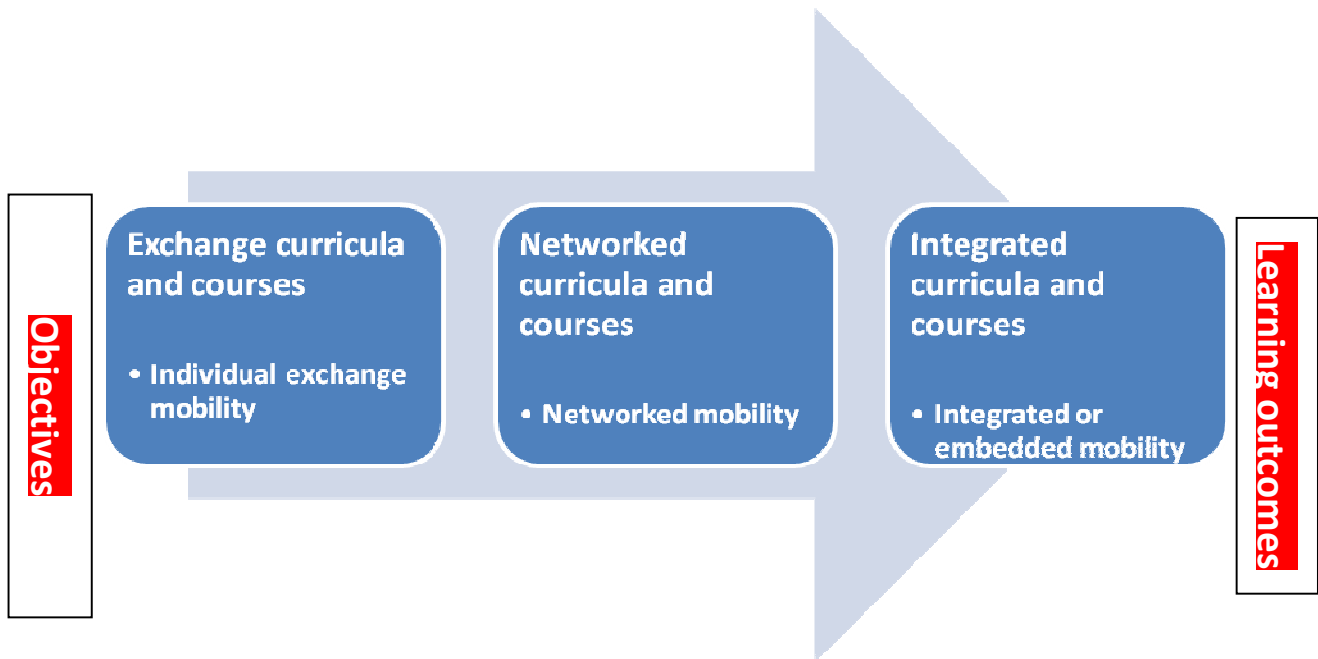 Objectives
Exchange curricula
and courses
• Individual exchange
mobility
Networked
curricula and
courses
• Networked mobility
Integrated
curricula and
courses
• Integrated or
embedded mobility
Learning outcomes